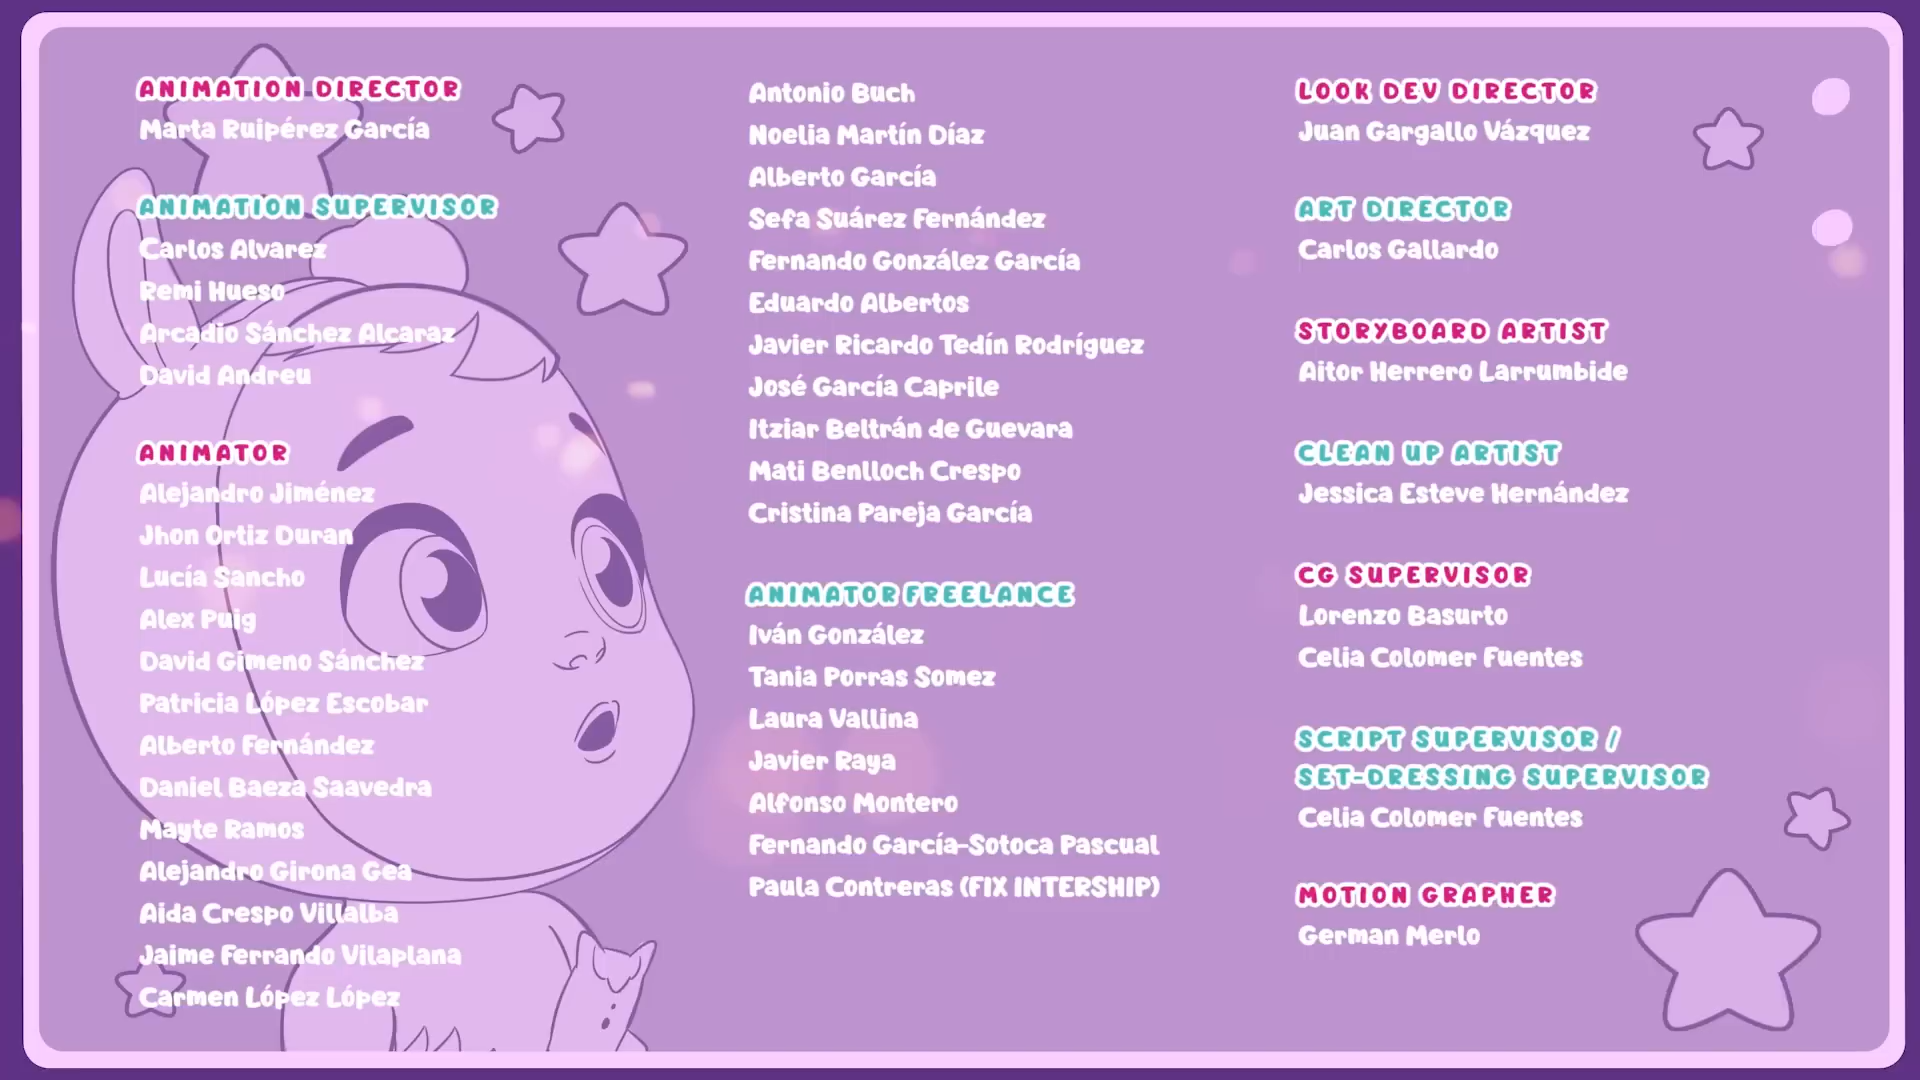 ANIMATION DIRECTOR
Marta Ruipérez García
ANIMATION SUPERVISOR
Carlos Alvarez
Remi Hueso
Arcadio Sánchez Alcaraz
David Andreu
ANIMATOR
Alejandro Jiménez
Jhon Ortiz Duran
Lucía Sancho
Alex Puig
David Gimeno Sánchez
Patricia López Escobar
Alberto Fernández
Daniel Baeza Saavedra
Mayte Ramos
Alejandro Girona Gea
Aida Crespo Villalba
Jaime Ferrando Vilaplana
Carmen López López
Antonio Buch
Noelia Martín Díaz
Alberto García
Sefa Suárez Fernández
Fernando González García
Eduardo Albertos
Javier Ricardo Tedín Rodríguez
José García Caprile
Itziar Beltrán de Guevara
Mati Benlloch Crespo
Cristina Pareja García
ANIMATOR FREELANCE
Iván González
Tania Porras Somez
Laura Vallina
Javier Raya
Alfonso Montero
Fernando García-Sotoca Pascual
Paula Contreras (FIX INTERSHIP)
LOOK DEV DIRECTOR
Juan Gargallo Vázquez
ART DIRECTOR
Carlos Gallardo
STORYBOARD ARTIST
Aitor Herrero Larrumbide
CLEAN UP ARTIST
Jessica Esteve Hernández
CG SUPERVISOR
Lorenzo Basurto
Celia Colomer Fuentes
SCRIPT SUPERVISOR /
SET-DRESSING SUPERVISOR
Celia Colomer Fuentes
MOTION GRAPHER
German Merlo